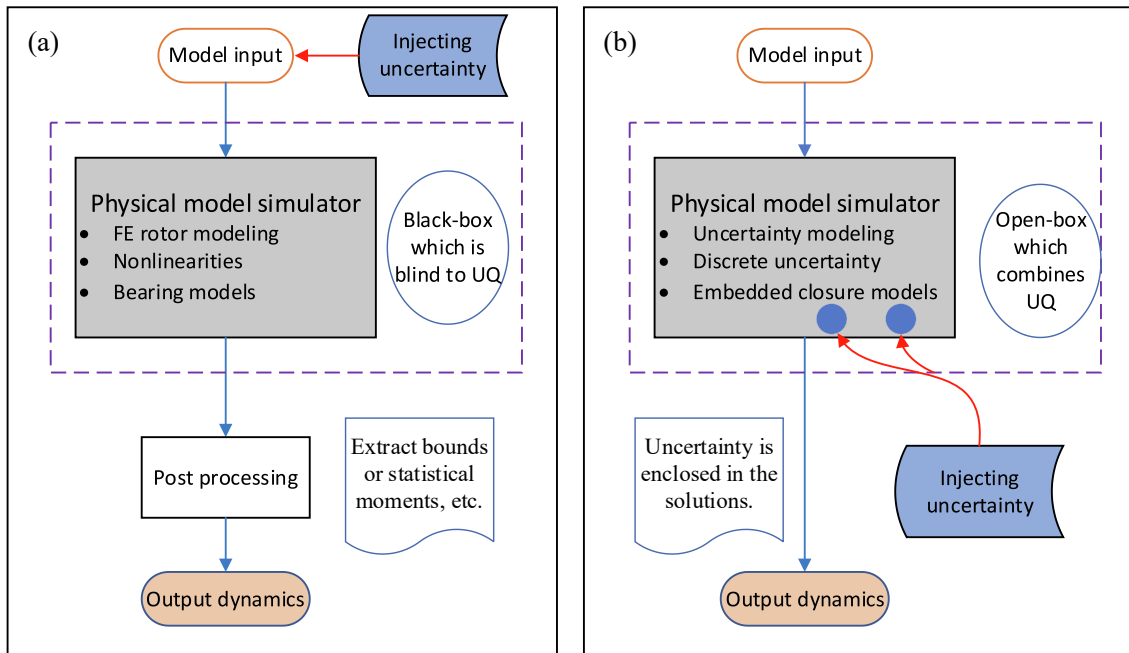 (a)
Model input
Injecting
uncertainty
Physical model simulator
• FE rotor modeling
• Nonlinearities
• Bearing models
Black-box
which is
blind to UQ
Post processing
Extract bounds
or statistical
moments, etc.
Output dynamics
(b)
Model input
Physical model simulator
• Uncertainty modeling
• Discrete uncertainty
• Embedded closure models
Open-box
which
combines
UQ
Uncertainty is
enclosed in the
solutions.
Injecting
uncertainty
Output dynamics